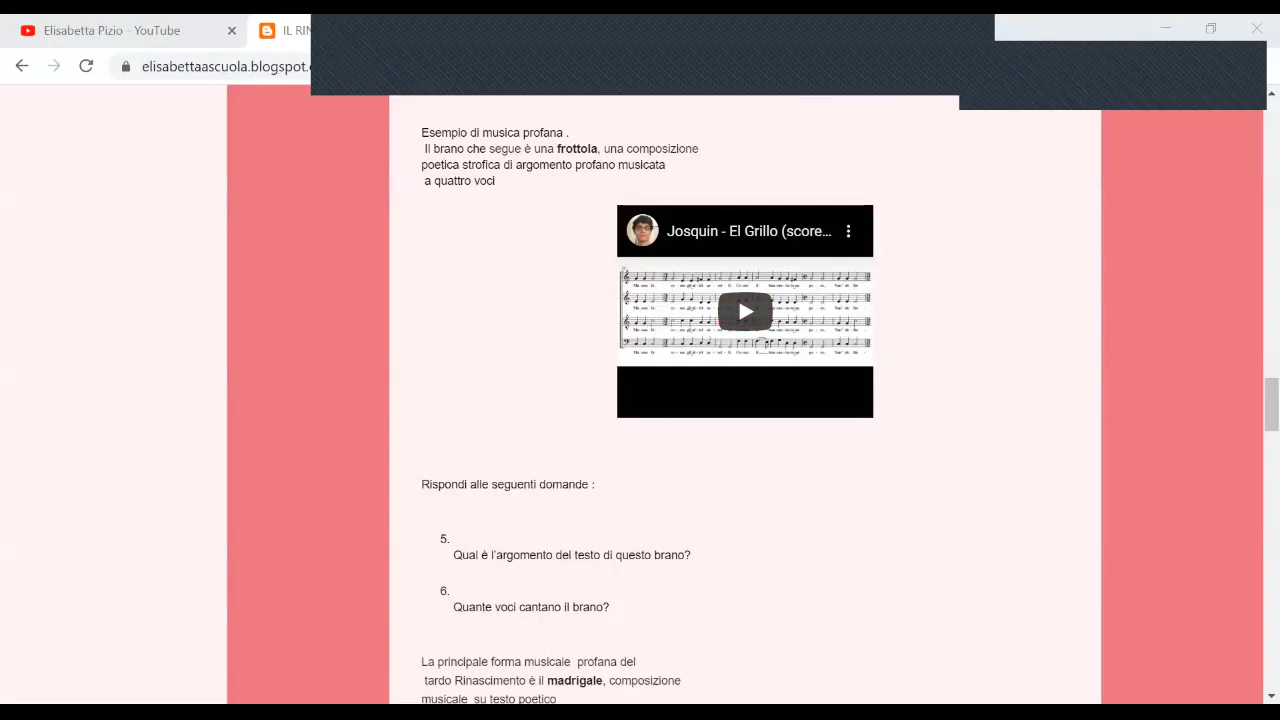 Elisabetta Pizio - YouTube
IL RIN
elisabettaascuola.blogspot.
Esempio di musica profana .
Il brano che segue è una frottola, una composizione
poetica strofica di argomento profano musicata
a quattro voci
Josquin - El Grillo (score...
Rispondi alle seguenti domande :
5.
Qual è l'argomento del testo di questo brano?
6.
Quante voci cantano il brano?
La principale forma musicale profana del
tardo Rinascimento è il madrigale, composizione
musicale su testo poetico